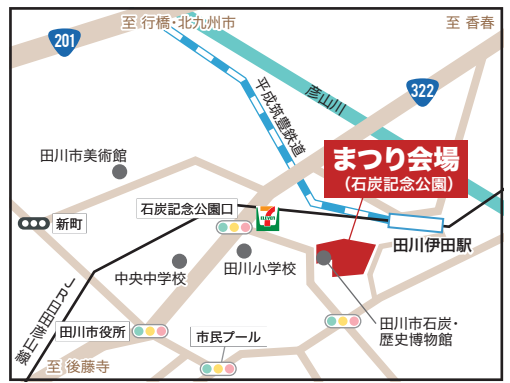 至 行橋・北九州市
至 香春
201
322
彦山川
平成筑豊鉄道
田川市美術館
まつり会場
（石炭記念公園）
石炭記念公園口
7
ELEVEN
新町
田川伊田駅
中央中学校
田川小学校
JR日田彦山線
田川市役所
市民プール
田川市石炭・
歴史博物館
至 後藤寺